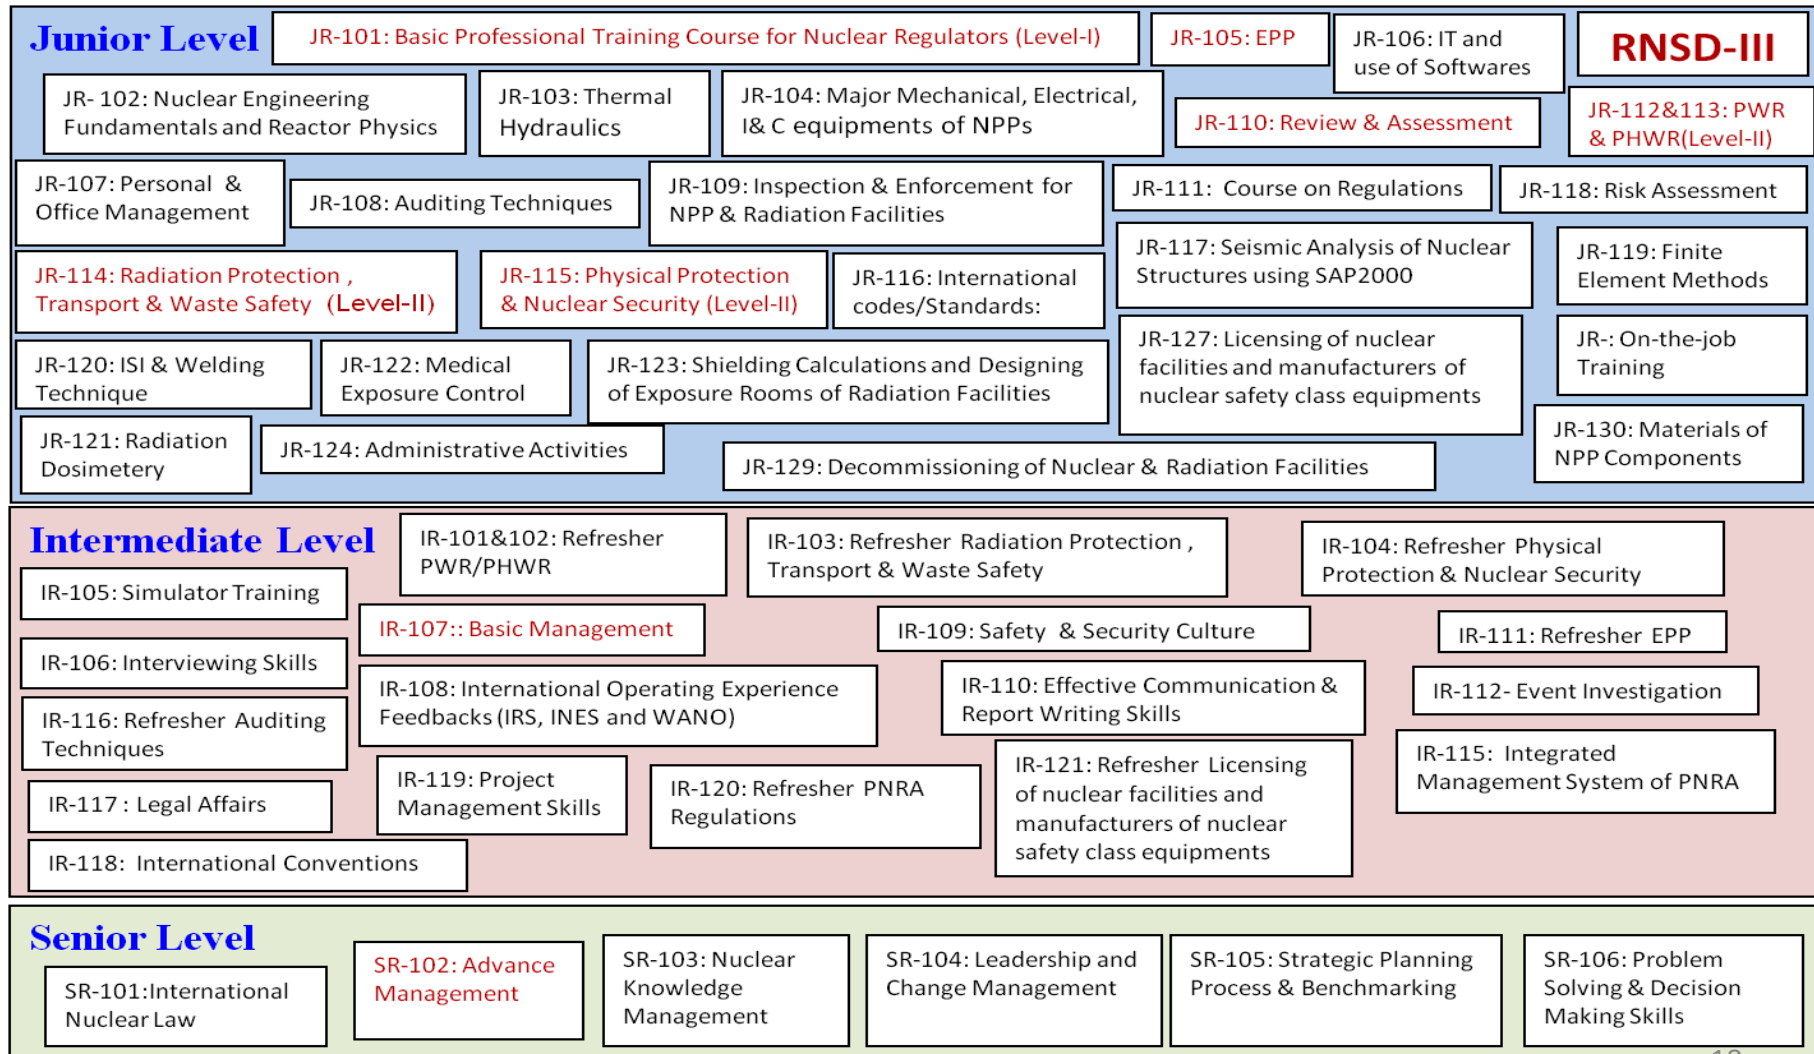 Junior Level
JR-101: Basic Professional Training Course for Nuclear Regulators (Level-I)
JR-105: EPP
JR-106: IT and
use of Softwares
RNSD-III
JR- 102: Nuclear Engineering
Fundamentals and Reactor Physics
JR-103: Thermal
Hydraulics
JR-104: Major Mechanical, Electrical,
I& C equipments of NPPs
JR-110: Review & Assessment
JR-112&113: PWR
& PHWR(Level-II)
JR-107: Personal &
Office Management
JR-108: Auditing Techniques
JR-109: Inspection & Enforcement for
NPP & Radiation Facilities
JR-111: Course on Regulations
JR-118: Risk Assessment
JR-114: Radiation Protection ,
Transport & Waste Safety (Level-II)
JR-115: Physical Protection
& Nuclear Security (Level-II)
JR-116: International
codes/Standards:
JR-117: Seismic Analysis of Nuclear
Structures using SAP2000
JR-119: Finite
Element Methods
JR-120: ISI & Welding
Technique
JR-122: Medical
Exposure Control
JR-123: Shielding Calculations and Designing
of Exposure Rooms of Radiation Facilities
JR-127: Licensing of nuclear
facilities and manufacturers of
nuclear safety class equipments
JR-: On-the-job
Training
JR-121: Radiation
Dosimetery
JR-124: Administrative Activities
JR-129: Decommissioning of Nuclear & Radiation Facilities
JR-130: Materials of
NPP Components
Intermediate Level
IR-101&102: Refresher
PWR/PHWR
IR-103: Refresher Radiation Protection ,
Transport & Waste Safety
IR-104: Refresher Physical
Protection & Nuclear Security
IR-105: Simulator Training
IR-107:: Basic Management
IR-109: Safety & Security Culture
IR-111: Refresher EPP
IR-106: Interviewing Skills
IR-108: International Operating Experience
Feedbacks (IRS, INES and WANO)
IR-110: Effective Communication &
Report Writing Skills
IR-112- Event Investigation
IR-116: Refresher Auditing
Techniques
IR-119: Project
Management Skills
IR-120: Refresher PNRA
Regulations
IR-121: Refresher Licensing
of nuclear facilities and
manufacturers of nuclear
safety class equipments
IR-115: Integrated
Management System of PNRA
IR-117 : Legal Affairs
IR-118: International Conventions
Senior Level
SR-101:International
Nuclear Law
SR-102: Advance
Management
SR-103: Nuclear
Knowledge
Management
SR-104: Leadership and
Change Management
SR-105: Strategic Planning
Process & Benchmarking
SR-106: Problem
Solving & Decision
Making Skills